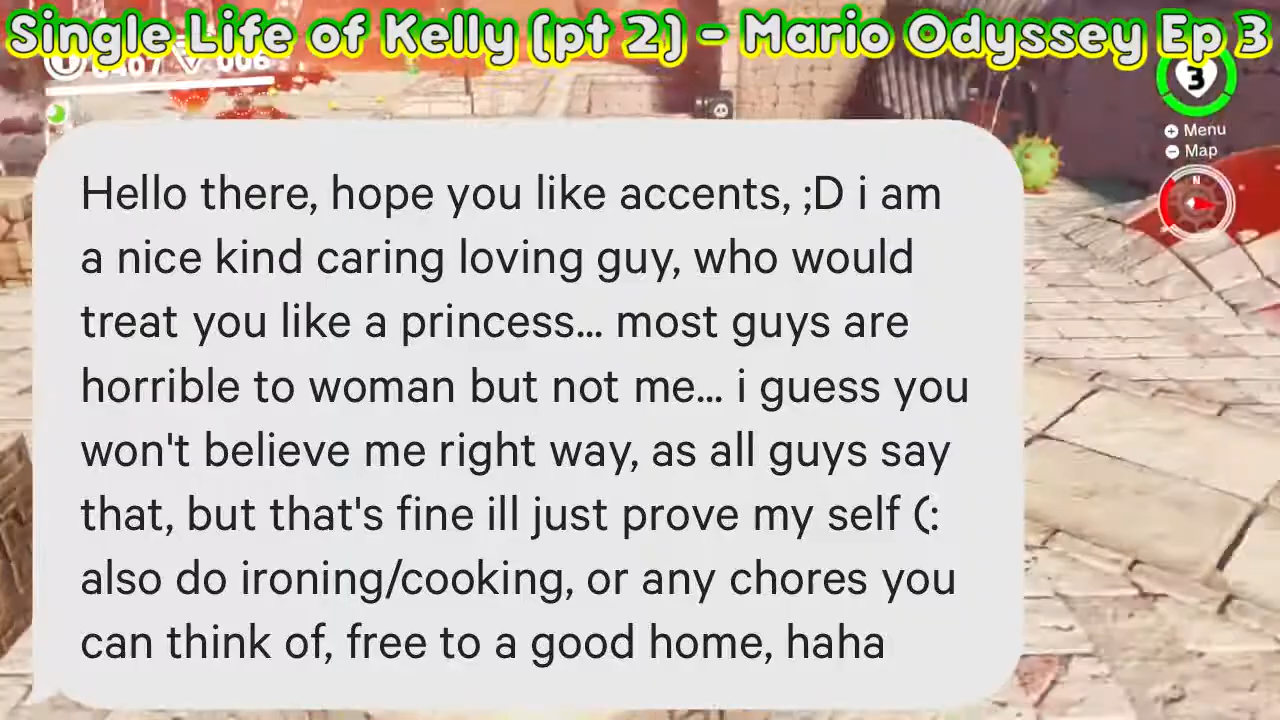 Single Life of Kelly (pt 2) - Mario Odyssey Ep 3
3
Menu
Map
N
Hello there, hope you like accents, ;D i am
a nice kind caring loving guy, who would
treat you like a princess... most guys are
horrible to woman but not me... i guess you
won't believe me right way, as all guys say
that, but that's fine ill just prove my self (:
also do ironing/cooking, or any chores you
can think of, free to a good home, haha